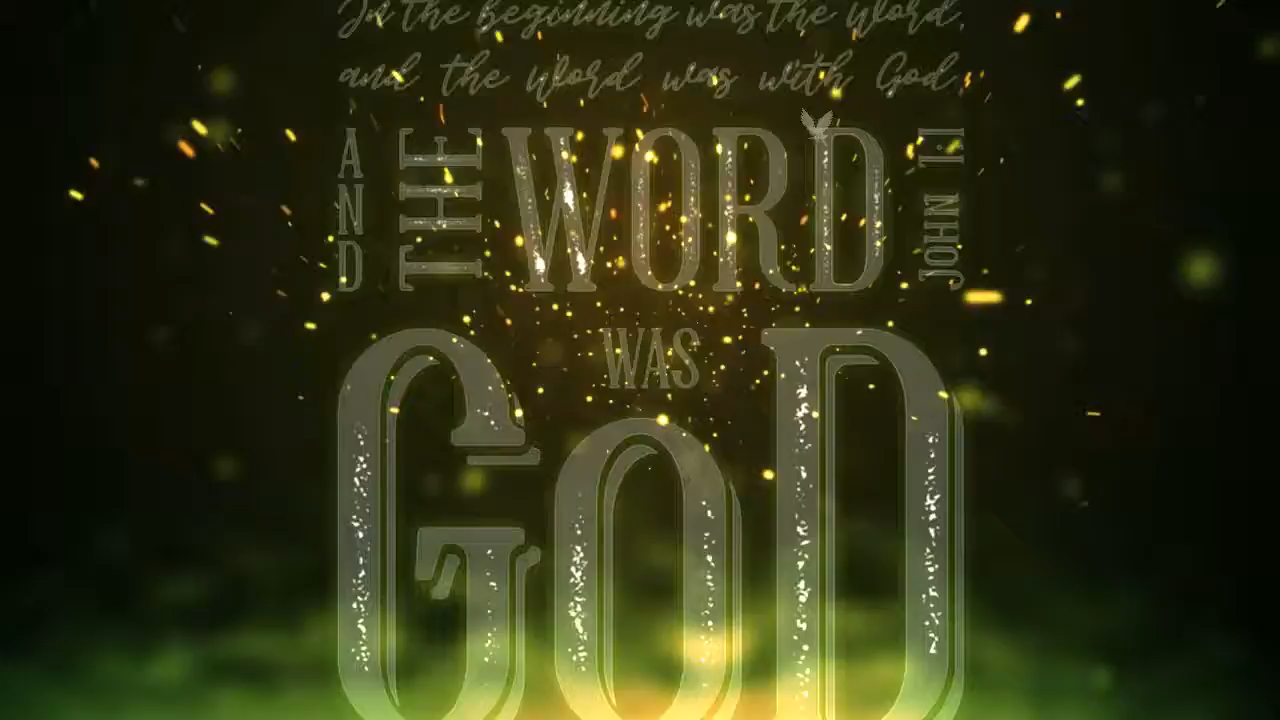 In the beginning was the Word,
and the Word was with God,
AND THE WORD JOHN 1:1
WAS
GOD